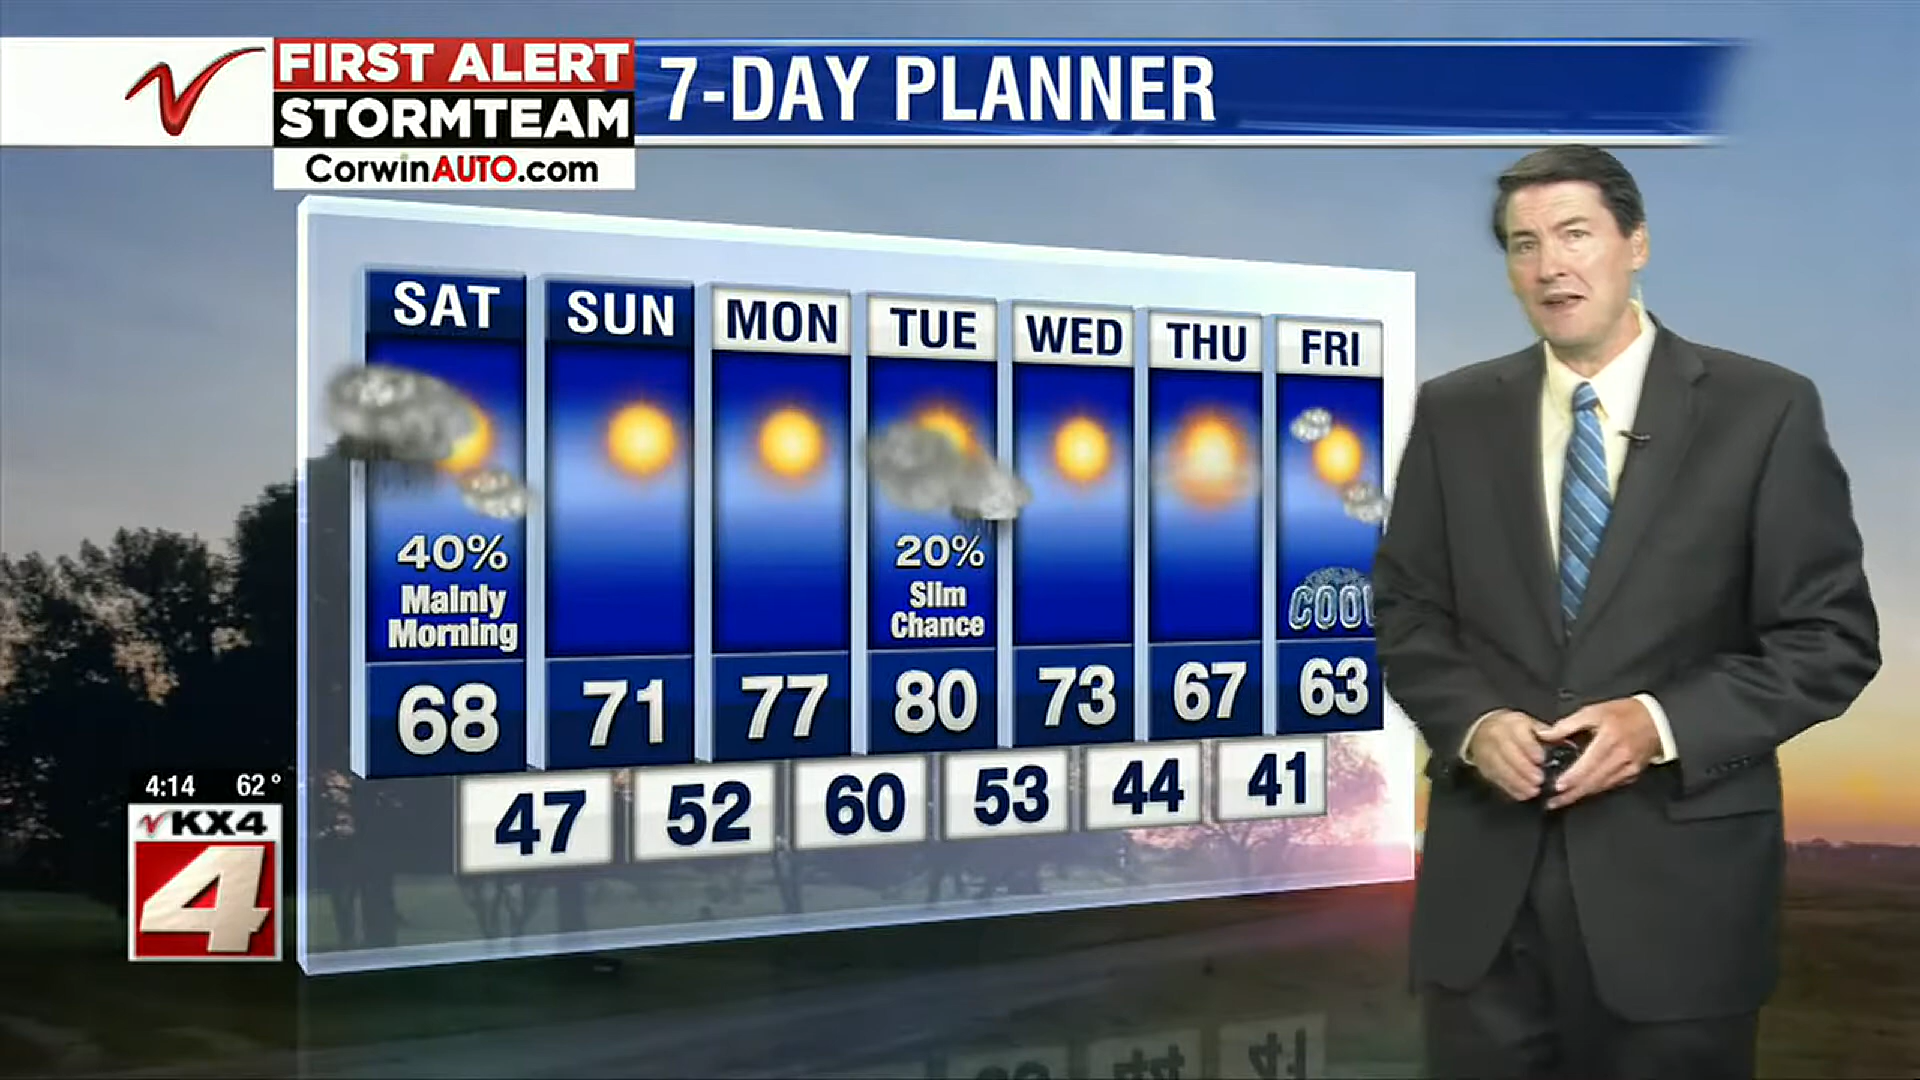 FIRST ALERT
STORMTEAM
CorwinAUTO.com
7-DAY PLANNER
SAT SUN MON TUE WED THU FRI
40%
Mainly
Morning
20%
Slim
Chance
COOL
68 71 77 80 73 67 63
47 52 60 53 44 41
4:14 62°
KX4
4